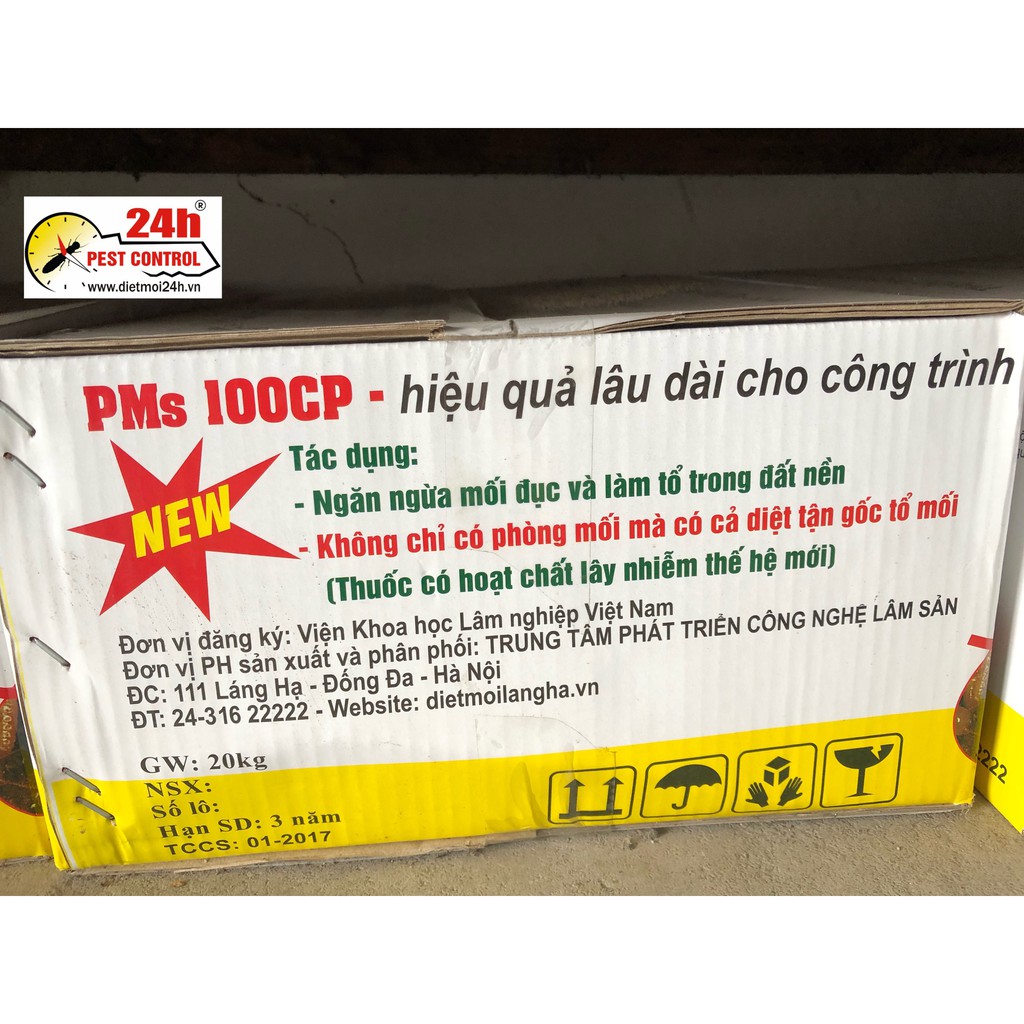 24h®
PEST CONTROL
www.dietmoi24h.vn
PMs 100CP - hiệu quả lâu dài cho công trình
NEW
Tác dụng:
- Ngăn ngừa mối đục và làm tổ trong đất nền
- Không chỉ có phòng mối mà có cả diệt tận gốc tổ mối
(Thuốc có hoạt chất lây nhiễm thế hệ mới)
Đơn vị đăng ký: Viện Khoa học Lâm nghiệp Việt Nam
Đơn vị PH sản xuất và phân phối: TRUNG TÂM PHÁT TRIỂN CÔNG NGHỆ LÂM SẢN
ĐC: 111 Láng Hạ - Đống Đa - Hà Nội
ĐT: 24-316 22222 - Website: dietmoilangha.vn
GW: 20kg
NSX:
Số lô:
Hạn SD: 3 năm
TCCS: 01-2017